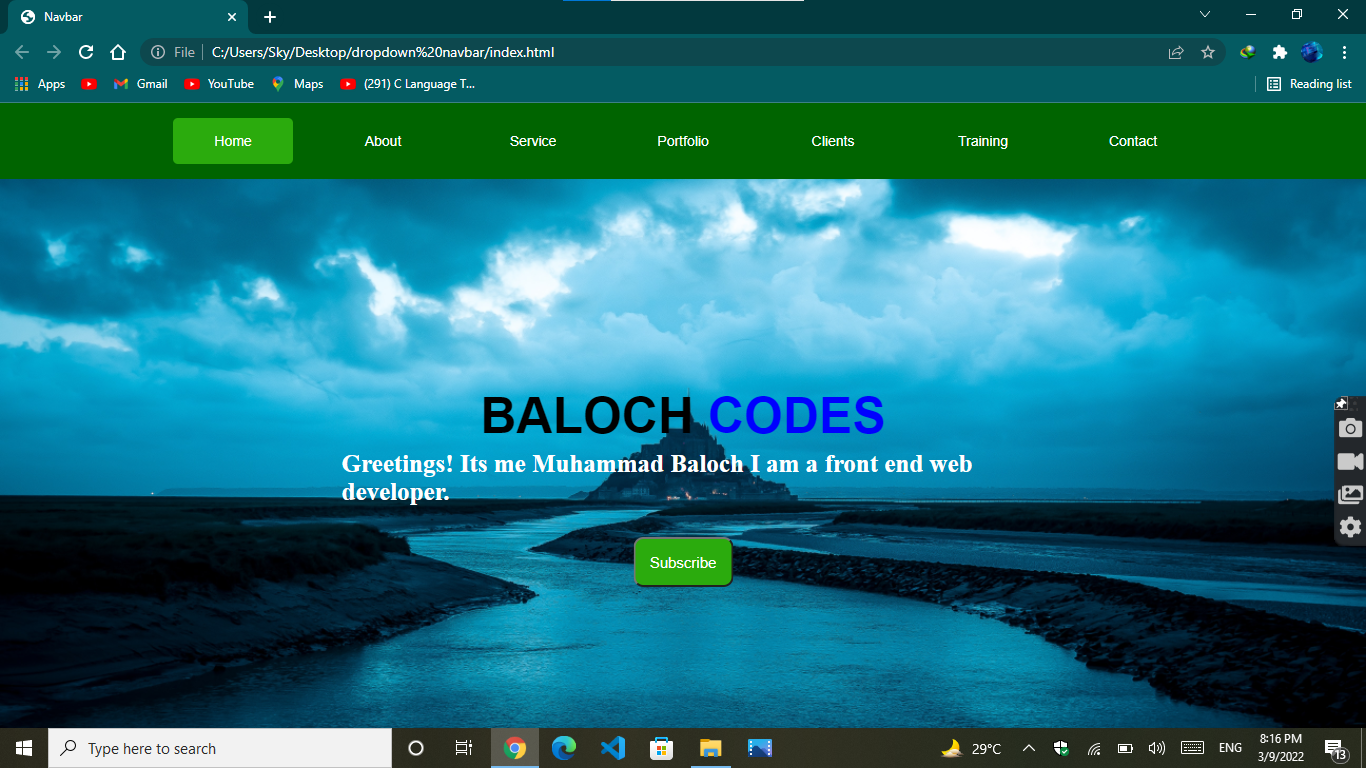 Navbar
File C:/Users/Sky/Desktop/dropdown%20navbar/index.html
Apps Gmail YouTube Maps (291) C Language T... Reading list
Home About Service Portfolio Clients Training Contact
BALOCH CODES
Greetings! Its me Muhammad Baloch I am a front end web
developer.
Subscribe
Type here to search
29°C
ENG
8:16 PM
3/9/2022
13